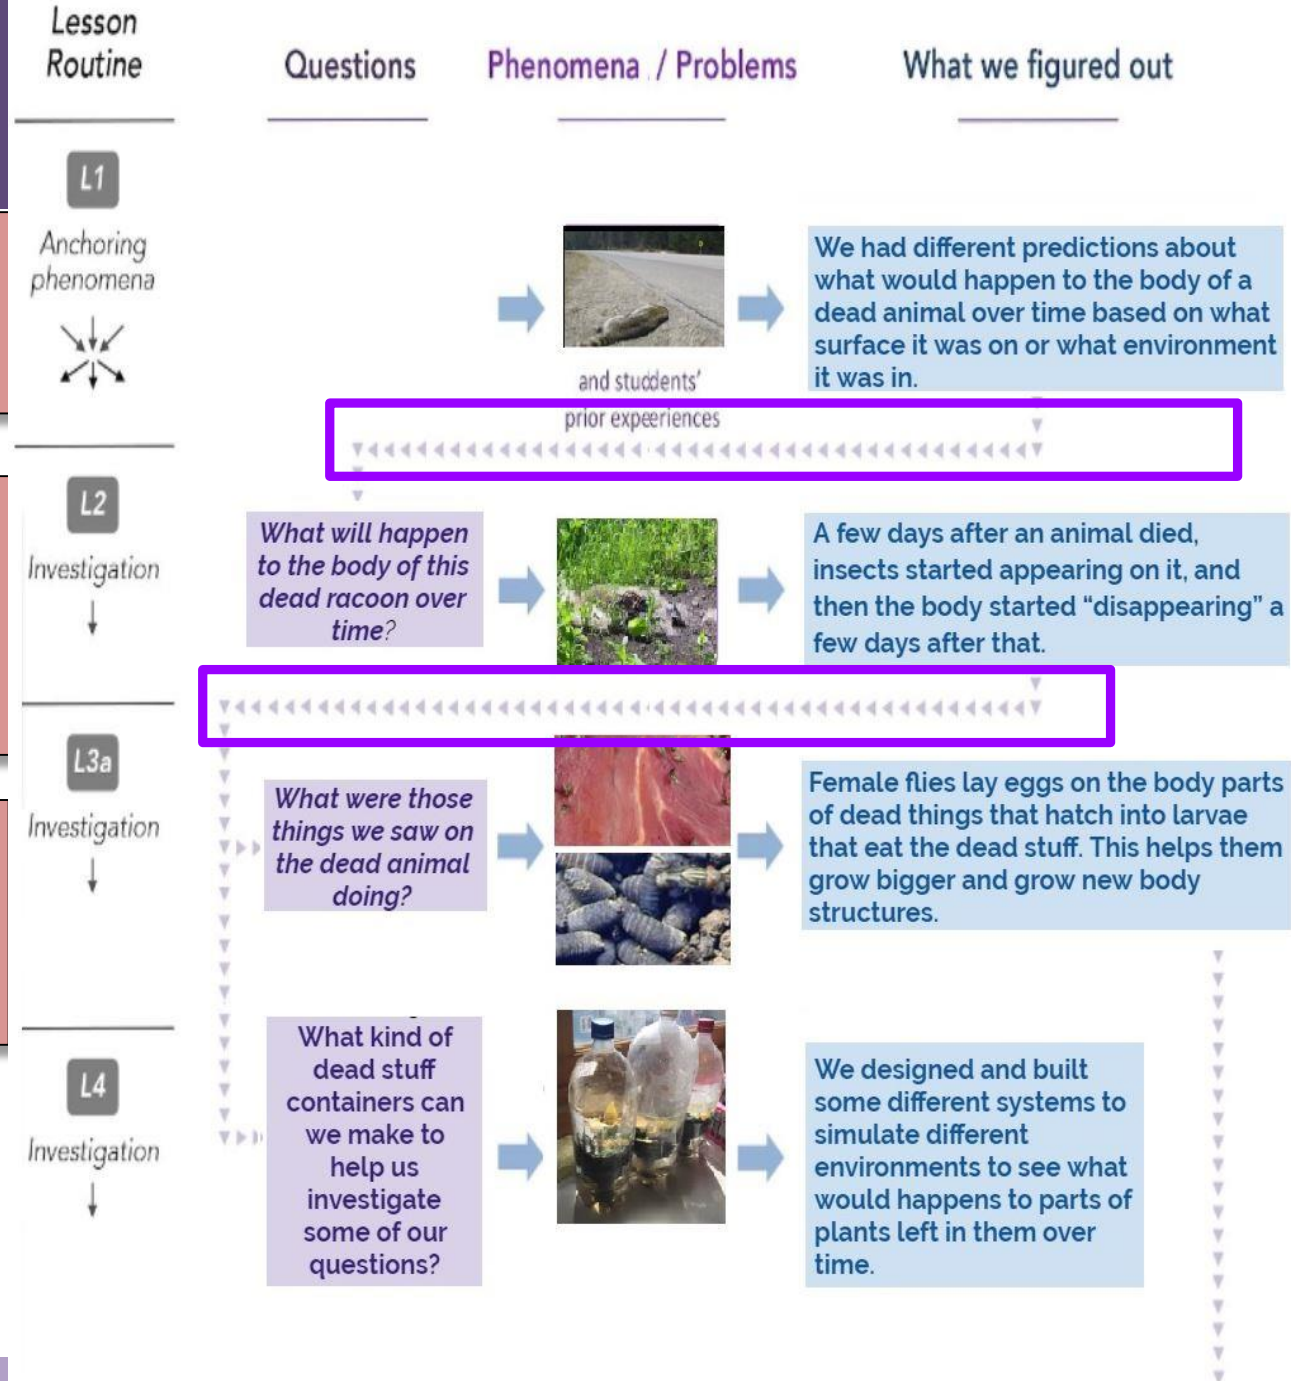 Lesson
Routine
Questions
Phenomena / Problems
What we figured out
L1
Anchoring
phenomena
and studdents'
prior expeeriences
We had different predictions about
what would happen to the body of a
dead animal over time based on what
surface it was on or what environment
it was in.
L2
Investigation
What will happen
to the body of this
dead racoon over
time?
A few days after an animal died,
insects started appearing on it, and
then the body started “disappearing” a
few days after that.
L3a
Investigation
What were those
things we saw on
the dead animal
doing?
Female flies lay eggs on the body parts
of dead things that hatch into larvae
that eat the dead stuff. This helps them
grow bigger and grow new body
structures.
L4
Investigation
What kind of
dead stuff
containers can
we make to
help us
investigate
some of our
questions?
We designed and built
some different systems to
simulate different
environments to see what
would happens to parts of
plants left in them over
time.